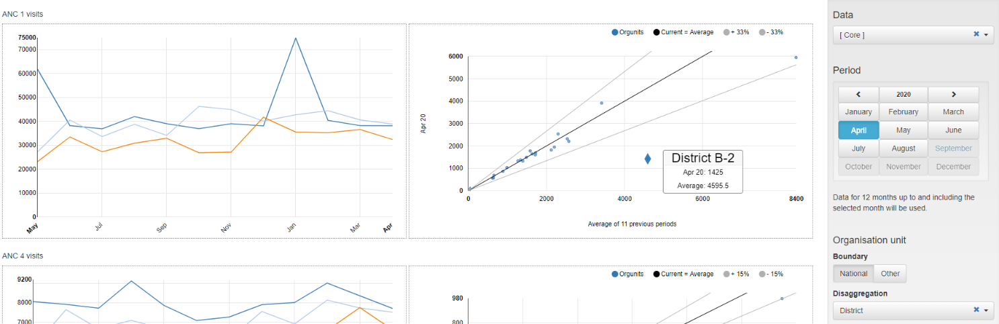 ANC 1 visits
75000
70000
60000
50000
40000
30000
20000
10000
0
May
Jul
Sep
Nov
Jan
Mar
Apr
Orgunits Current = Average + 33% - 33%
6000
5000
4000
3000
2000
1000
0
Apr 20
District B-2
Apr 20: 1425
Average: 4595.5
0 2000 4000 6000 8400
Average of 11 previous periods
ANC 4 visits
9200
8000
7000
Orgunits Current = Average + 15% - 15%
980
800
Data
[ Core ]
Period
2020
January February March
April May June
July August September
October November December
Data for 12 months up to and including the
selected month will be used.
Organisation unit
Boundary
National Other
Disaggregation
District